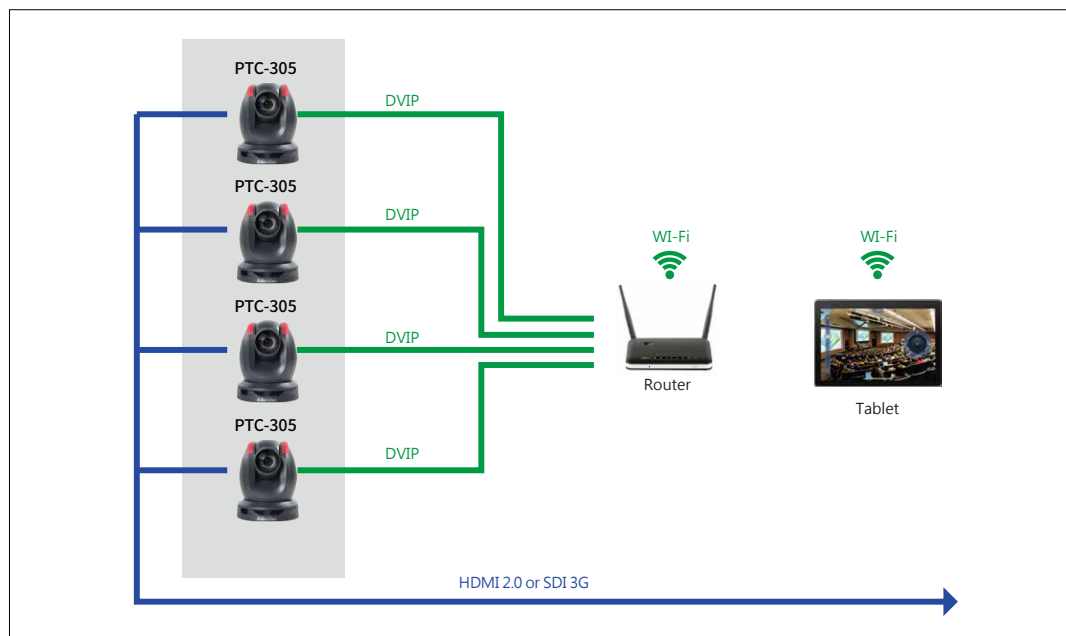 PTC-305
DVIP
PTC-305
DVIP
WI-Fi
WI-Fi
PTC-305
DVIP
Router
Tablet
PTC-305
DVIP
HDMI 2.0 or SDI 3G